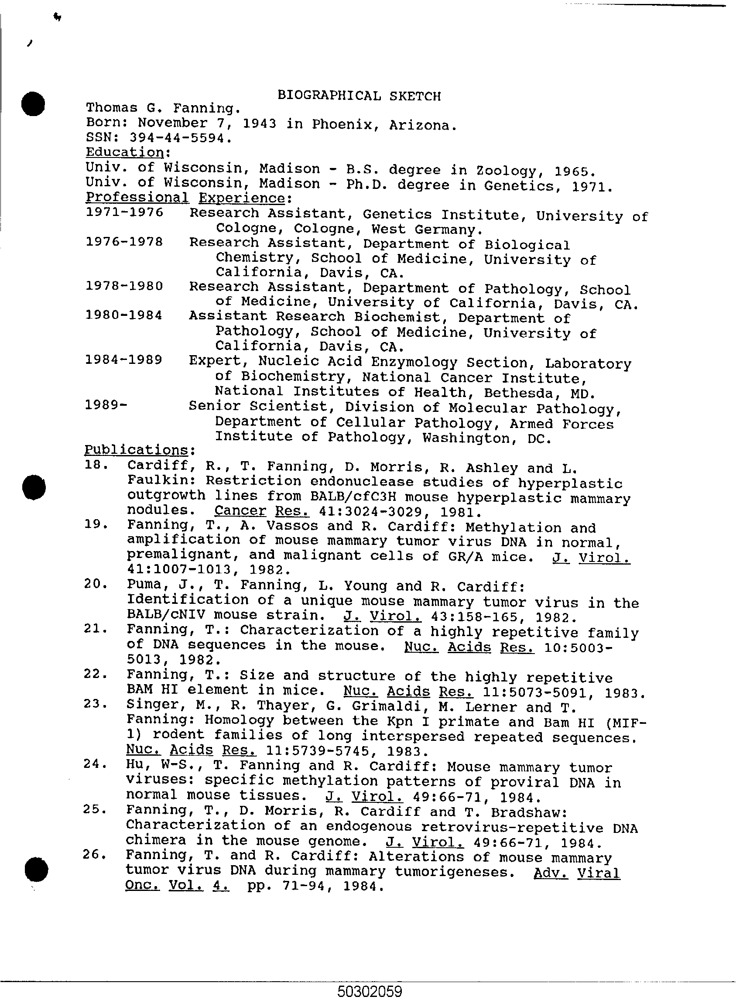 BIOGRAPHICAL SKETCH
Thomas G. Fanning.
Born: November 7, 1943 in Phoenix, Arizona.
SSN: 394-44-5594.
Education:
Univ. of Wisconsin, Madison - B.S. degree in Zoology, 1965.
Univ. of Wisconsin, Madison - Ph.D. degree in Genetics, 1971.
Professional Experience:
1971-1976 Research Assistant, Genetics Institute, University of
Cologne, Cologne, West Germany.
1976-1978 Research Assistant, Department of Biological
Chemistry, School of Medicine, University of
California, Davis, CA.
1978-1980 Research Assistant, Department of Pathology, School
of Medicine, University of California, Davis, CA.
1980-1984 Assistant Research Biochemist, Department of
Pathology, School of Medicine, University of
California, Davis, CA.
1984-1989 Expert, Nucleic Acid Enzymology Section, Laboratory
of Biochemistry, National Cancer Institute,
National Institutes of Health, Bethesda, MD.
1989- Senior Scientist, Division of Molecular Pathology,
Department of Cellular Pathology, Armed Forces
Institute of Pathology, Washington, DC.
Publications:
18. Cardiff, R., T. Fanning, D. Morris, R. Ashley and L.
Faulkin: Restriction endonuclease studies of hyperplastic
outgrowth lines from BALB/cfC3H mouse hyperplastic mammary
nodules. Cancer Res. 41:3024-3029, 1981.
19. Fanning, T., A. Vassos and R. Cardiff: Methylation and
amplification of mouse mammary tumor virus DNA in normal,
premalignant, and malignant cells of GR/A mice. J. Virol.
41:1007-1013, 1982.
20. Puma, J., T. Fanning, L. Young and R. Cardiff:
Identification of a unique mouse mammary tumor virus in the
BALB/cNIV mouse strain. J. Virol. 43:158-165, 1982.
21. Fanning, T.: Characterization of a highly repetitive family
of DNA sequences in the mouse. Nuc. Acids Res. 10:5003-
5013, 1982.
22. Fanning, T.: Size and structure of the highly repetitive
BAM HI element in mice. Nuc. Acids Res. 11:5073-5091, 1983.
23. Singer, M., R. Thayer, G. Grimaldi, M. Lerner and T.
Fanning: Homology between the Kpn I primate and Bam HI (MIF-
1) rodent families of long interspersed repeated sequences.
Nuc. Acids Res. 11:5739-5745, 1983.
24. Hu, W-S., T. Fanning and R. Cardiff: Mouse mammary tumor
viruses: specific methylation patterns of proviral DNA in
normal mouse tissues. J. Virol. 49:66-71, 1984.
25. Fanning, T., D. Morris, R. Cardiff and T. Bradshaw:
Characterization of an endogenous retrovirus-repetitive DNA
chimera in the mouse genome. J. Virol. 49:66-71, 1984.
26. Fanning, T. and R. Cardiff: Alterations of mouse mammary
tumor virus DNA during mammary tumorigeneses. Adv. Viral
Onc. Vol. 4. pp. 71-94, 1984.
50302059